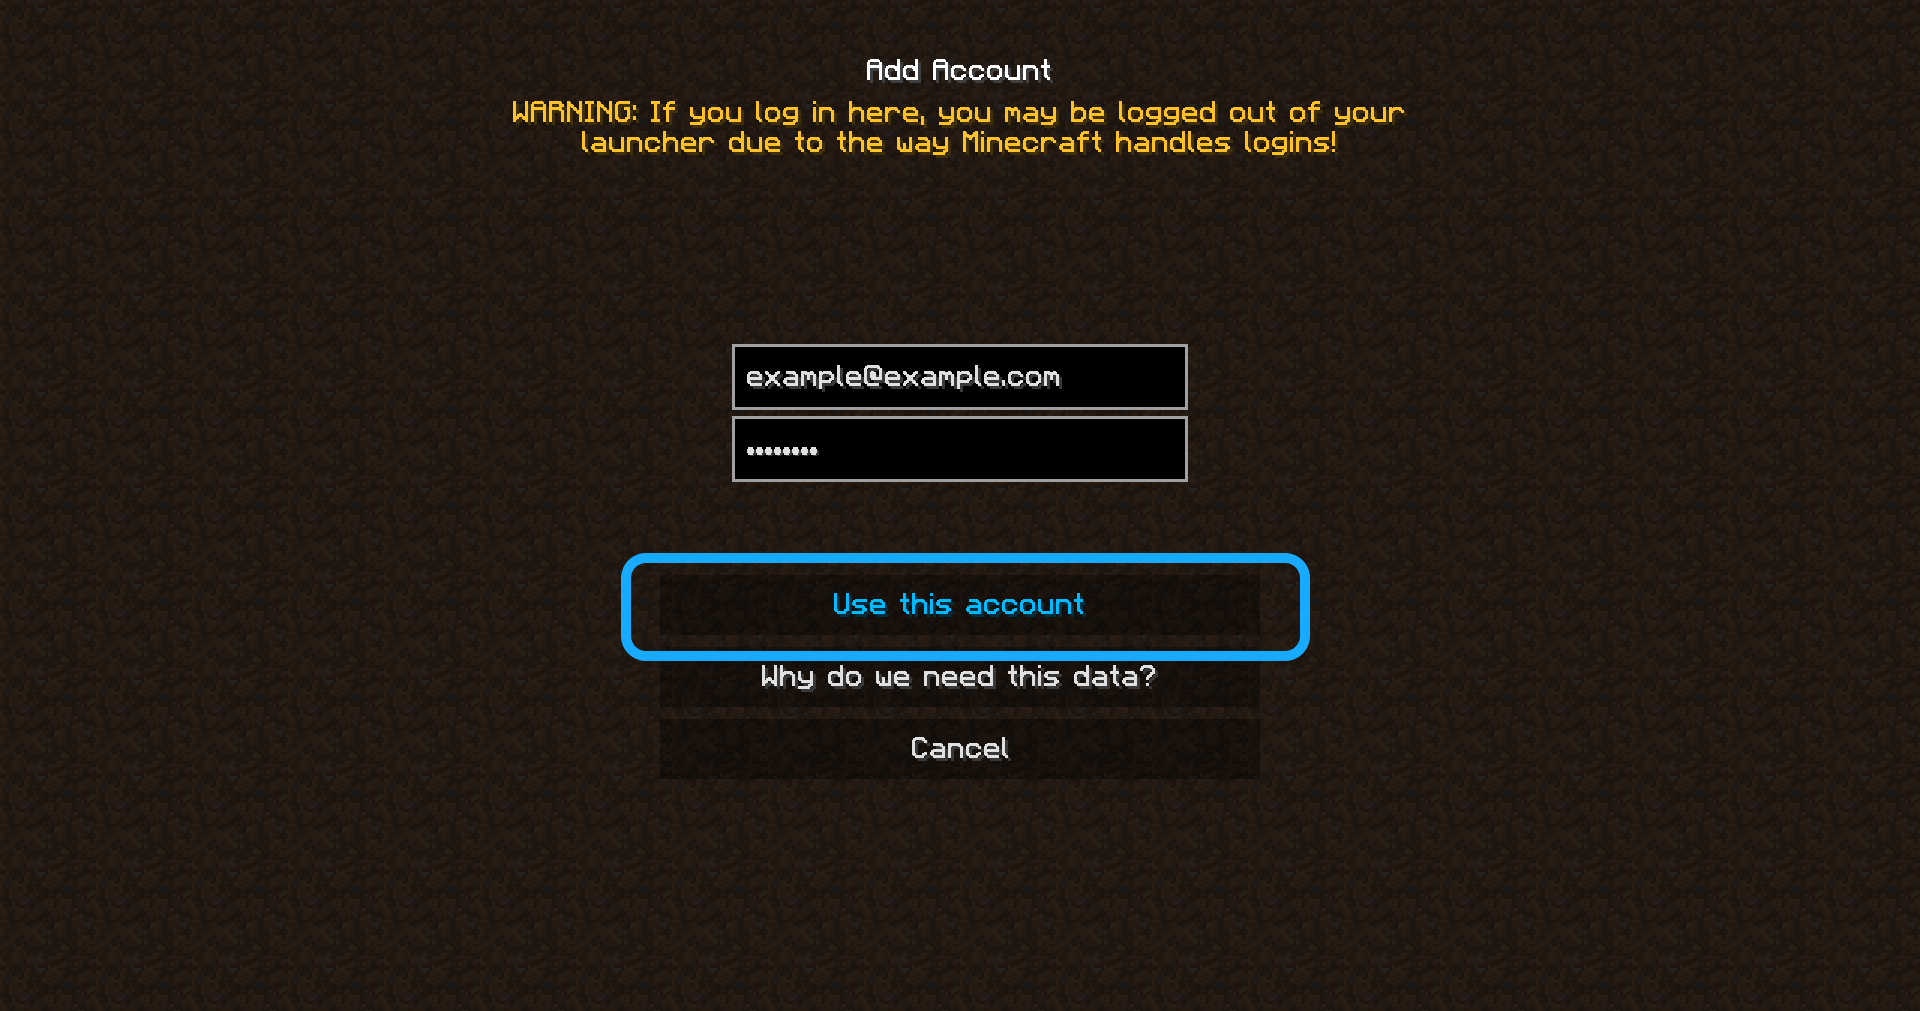 Add Account
WARNING: If you log in here, you may be logged out of your
launcher due to the way Minecraft handles logins!
example@example.com
••••••••
Use this account
Why do we need this data?
Cancel